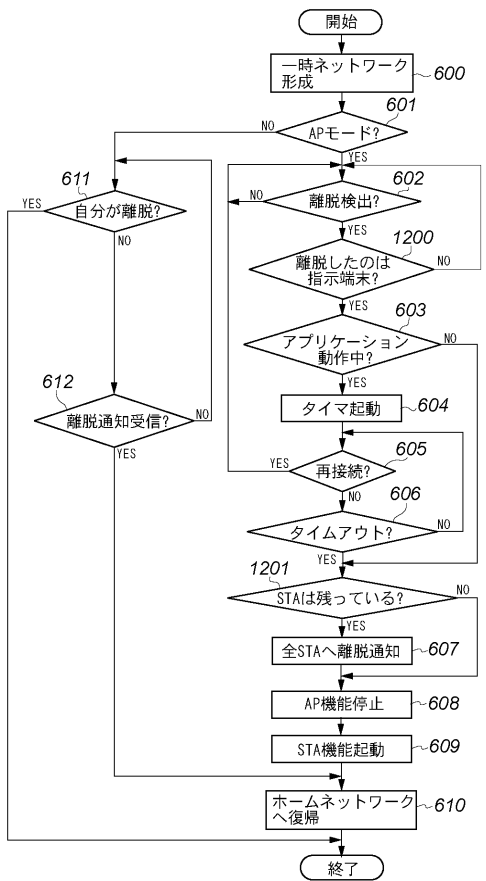 開始
一時ネットワーク
形成
600
601
APモード?
NO
YES
611
602
YES
自分が離脱?
NO
離脱検出?
NO
YES
1200
離脱したのは
指示端末?
NO
YES
603
アプリケーション
動作中?
NO
YES
612
離脱通知受信?
NO
YES
タイマ起動
604
605
YES
再接続?
NO
606
タイムアウト?
NO
YES
1201
STAは残っている?
NO
YES
全STAへ離脱通知
607
AP機能停止
608
STA機能起動
609
ホームネットワーク
へ復帰
610
終了